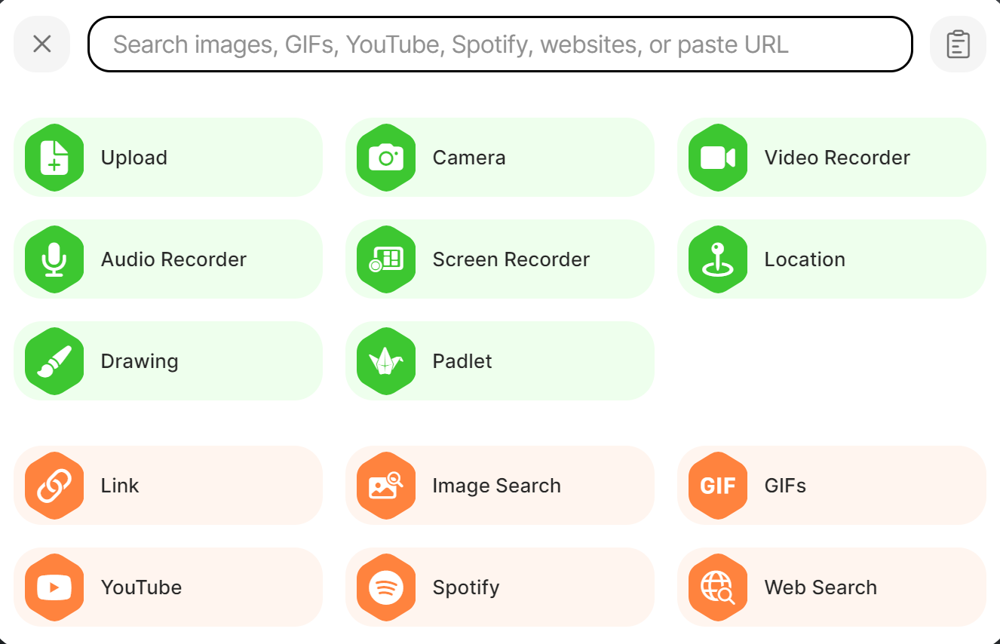 Search images, GIFs, YouTube, Spotify, websites, or paste URL
Upload
Camera
Video Recorder
Audio Recorder
Screen Recorder
Location
Drawing
Padlet
Link
Image Search
GIF
GIFs
YouTube
Spotify
Web Search